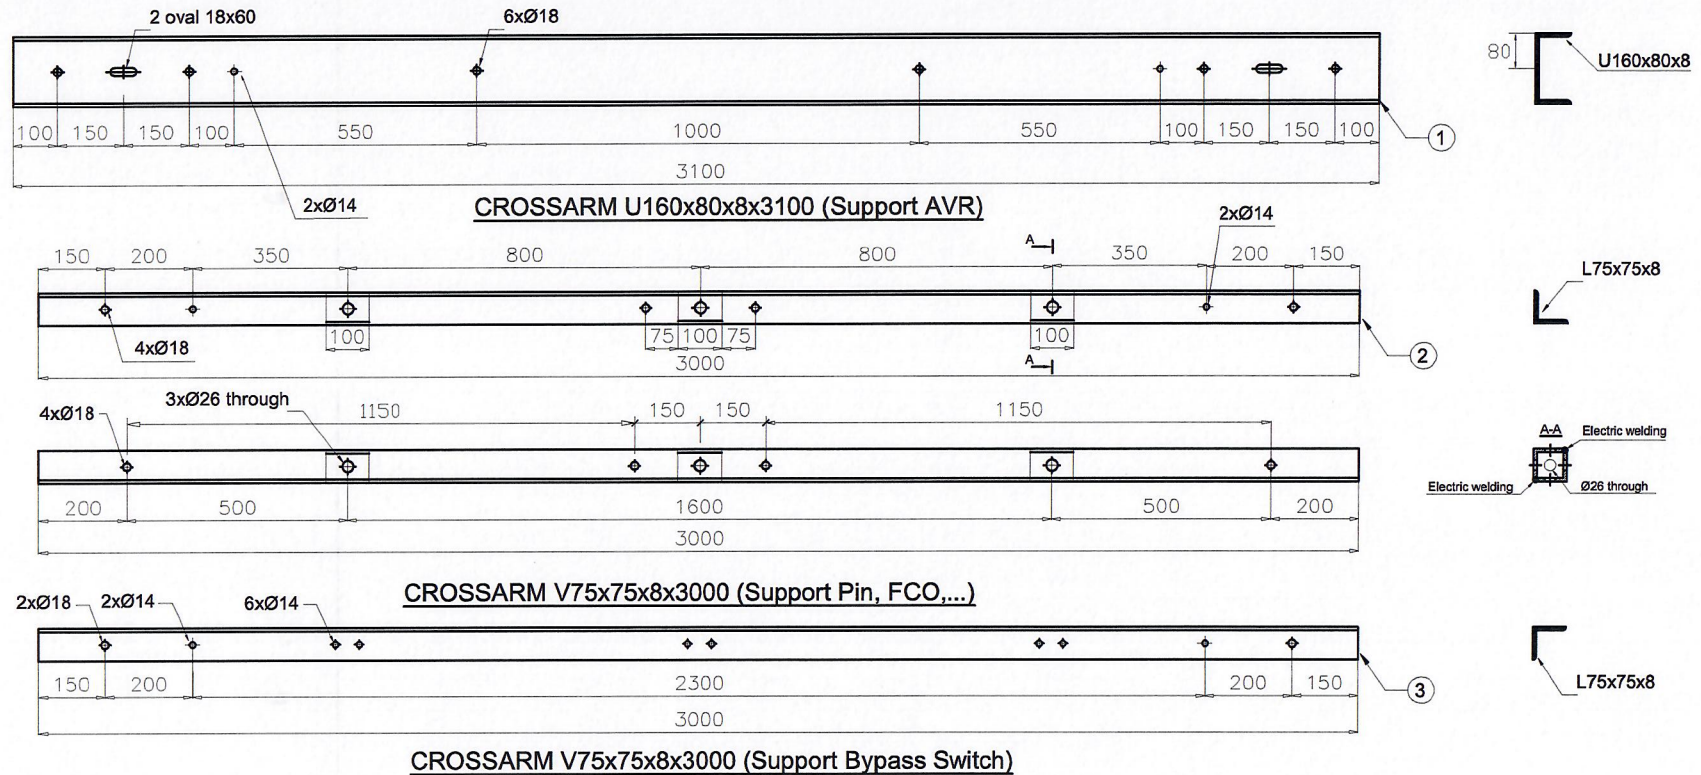 2 oval 18x60
6xØ18
80
U160x80x8
100 150 150 100 550 1000 550 100 150 150 100
1
3100
2xØ14
CROSSARM U160x80x8x3100 (Support AVR)
2xØ14
A
150 200 350 800 800 350 200 150
L75x75x8
100 75 100 75 100
4xØ18
2
A
3000
3xØ26 through
4xØ18
1150 150 150 1150
A-A
Electric welding
Electric welding
Ø26 through
200 500 1600 500 200
3000
CROSSARM V75x75x8x3000 (Support Pin, FCO,...)
2xØ18 2xØ14 6xØ14
150 200 2300 200 150
3
L75x75x8
3000
CROSSARM V75x75x8x3000 (Support Bypass Switch)